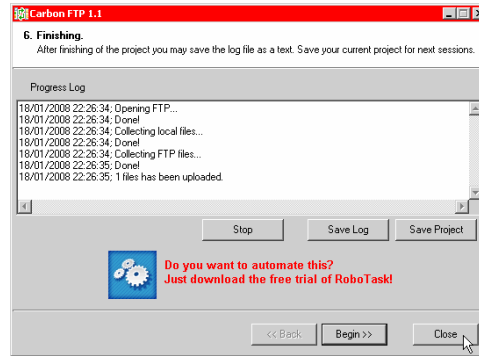 Carbon FTP 1.1
6. Finishing.
After finishing of the project you may save the log file as a text. Save your current project for next sessions.
Progress Log
18/01/2008 22:26:34; Opening FTP...
18/01/2008 22:26:34; Done!
18/01/2008 22:26:34; Collecting local files...
18/01/2008 22:26:34; Done!
18/01/2008 22:26:34; Collecting FTP files...
18/01/2008 22:26:35; Done!
18/01/2008 22:26:35; 1 files has been uploaded.
Stop Save Log Save Project
Do you want to automate this?
Just download the free trial of RoboTask!
<< Back Begin >> Close